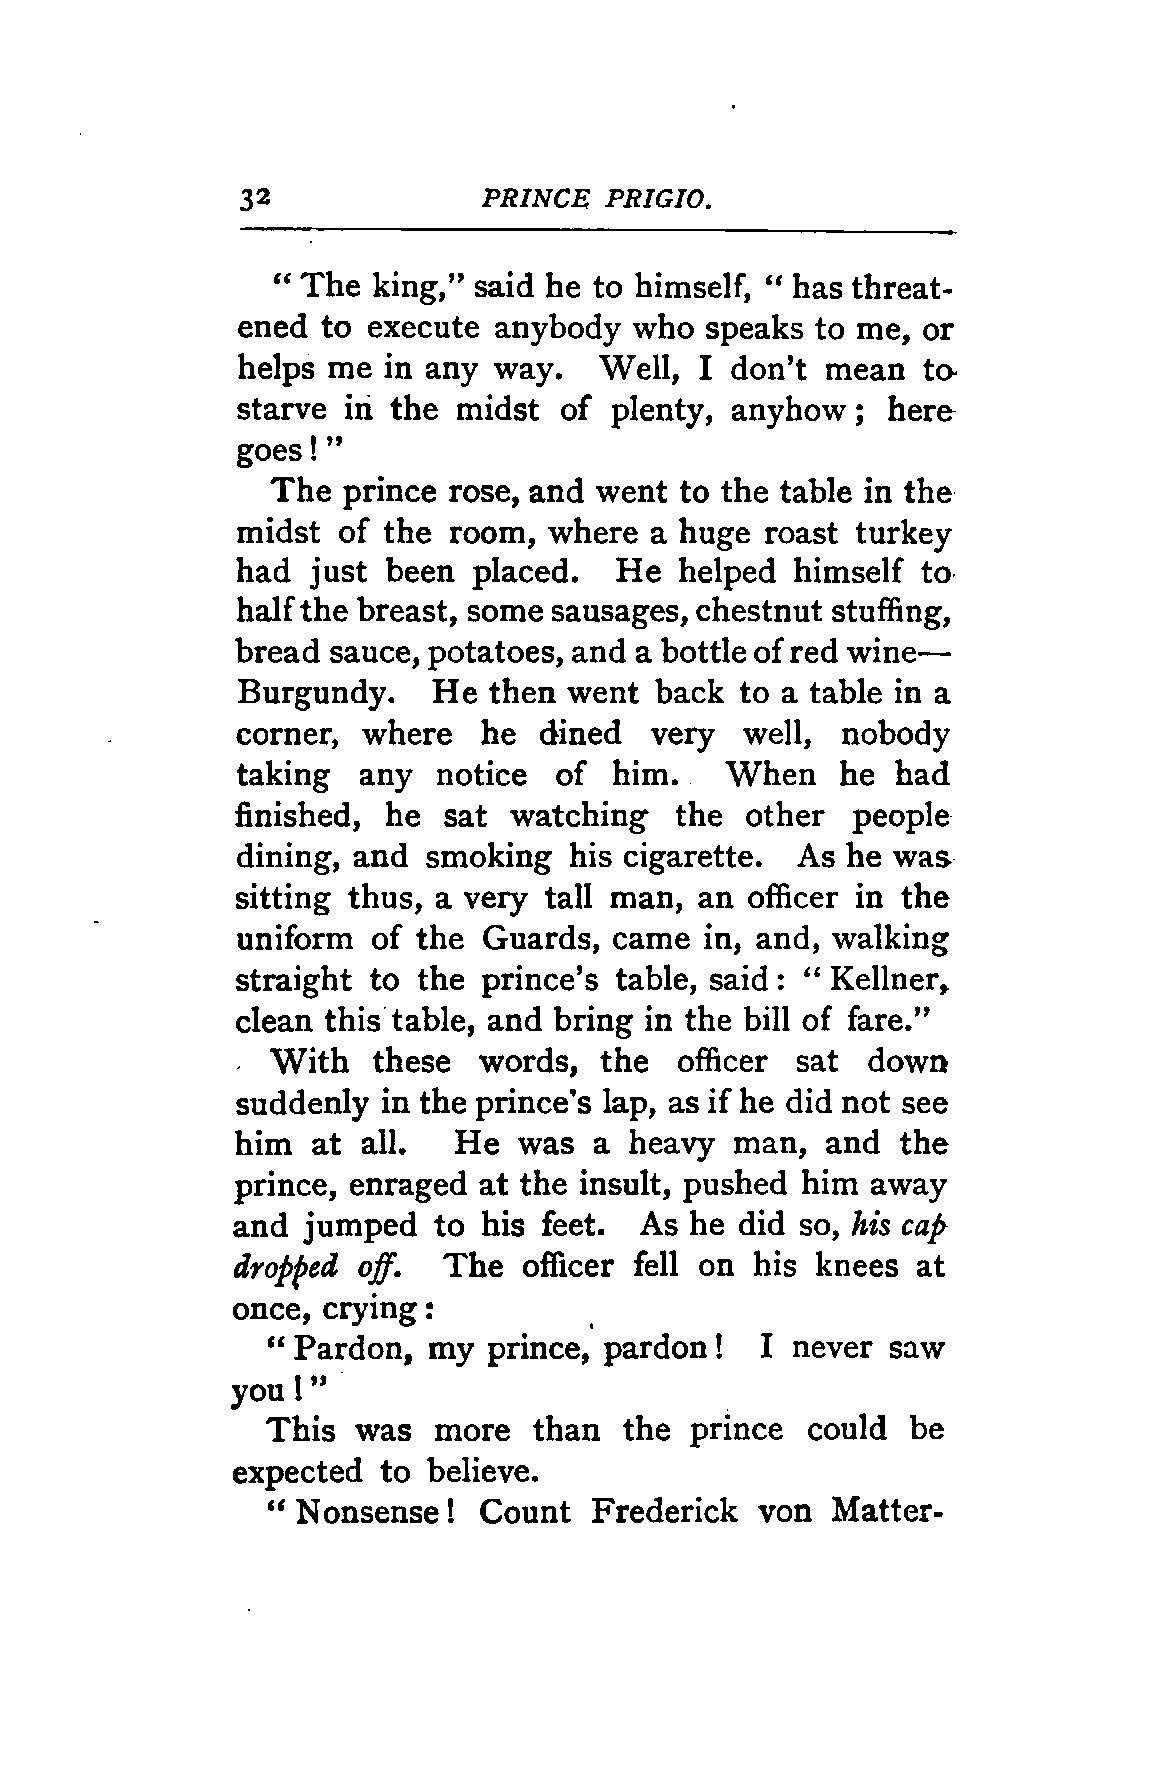 32 PRINCE PRIGIO.
" The king," said he to himself, " has threat-
ened to execute anybody who speaks to me, or
helps me in any way. Well, I don't mean to
starve in the midst of plenty, anyhow ; here
goes ! "
The prince rose, and went to the table in the
midst of the room, where a huge roast turkey
had just been placed. He helped himself to
half the breast, some sausages, chestnut stuffing,
bread sauce, potatoes, and a bottle of red wine—
Burgundy. He then went back to a table in a
corner, where he dined very well, nobody
taking any notice of him. When he had
finished, he sat watching the other people
dining, and smoking his cigarette. As he was
sitting thus, a very tall man, an officer in the
uniform of the Guards, came in, and, walking
straight to the prince's table, said : " Kellner,
clean this table, and bring in the bill of fare."
With these words, the officer sat down
suddenly in the prince's lap, as if he did not see
him at all. He was a heavy man, and the
prince, enraged at the insult, pushed him away
and jumped to his feet. As he did so, his cap
dropped off. The officer fell on his knees at
once, crying :
" Pardon, my prince, pardon ! I never saw
you ! "
This was more than the prince could be
expected to believe.
" Nonsense ! Count Frederick von Matter-